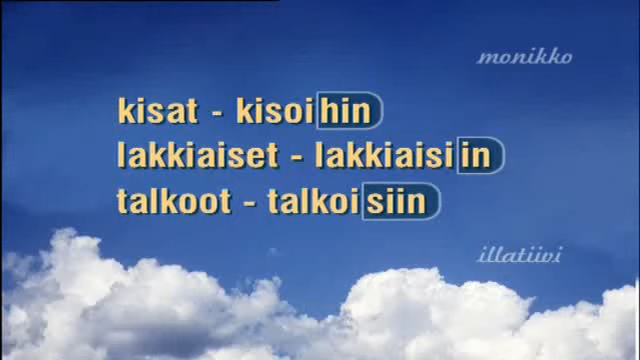 monikko
kisat - kisoihin
lakkiaiset - lakkiaisiin
talkoot - talkoisiin
illatiivi